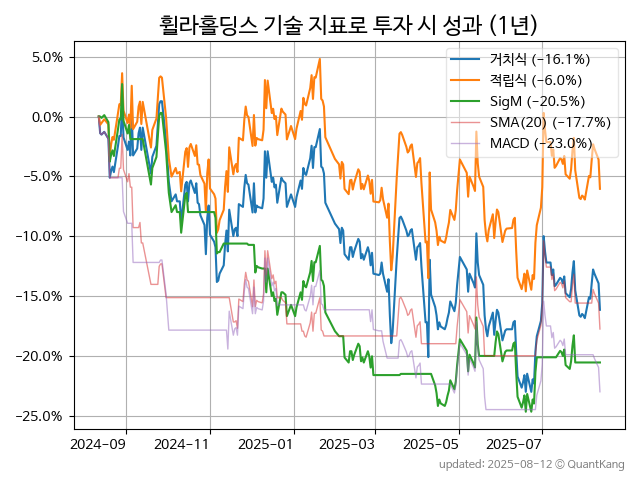 휠라홀딩스 기술 지표로 투자 시 성과 (1년)
5.0%
0.0%
−5.0%
−10.0%
−15.0%
−20.0%
−25.0%
거치식 (−16.1%)
적립식 (−6.0%)
SigM (−20.5%)
SMA(20) (−17.7%)
MACD (−23.0%)
2024-09
2024-11
2025-01
2025-03
2025-05
2025-07
updated: 2025-08-12 © QuantKang